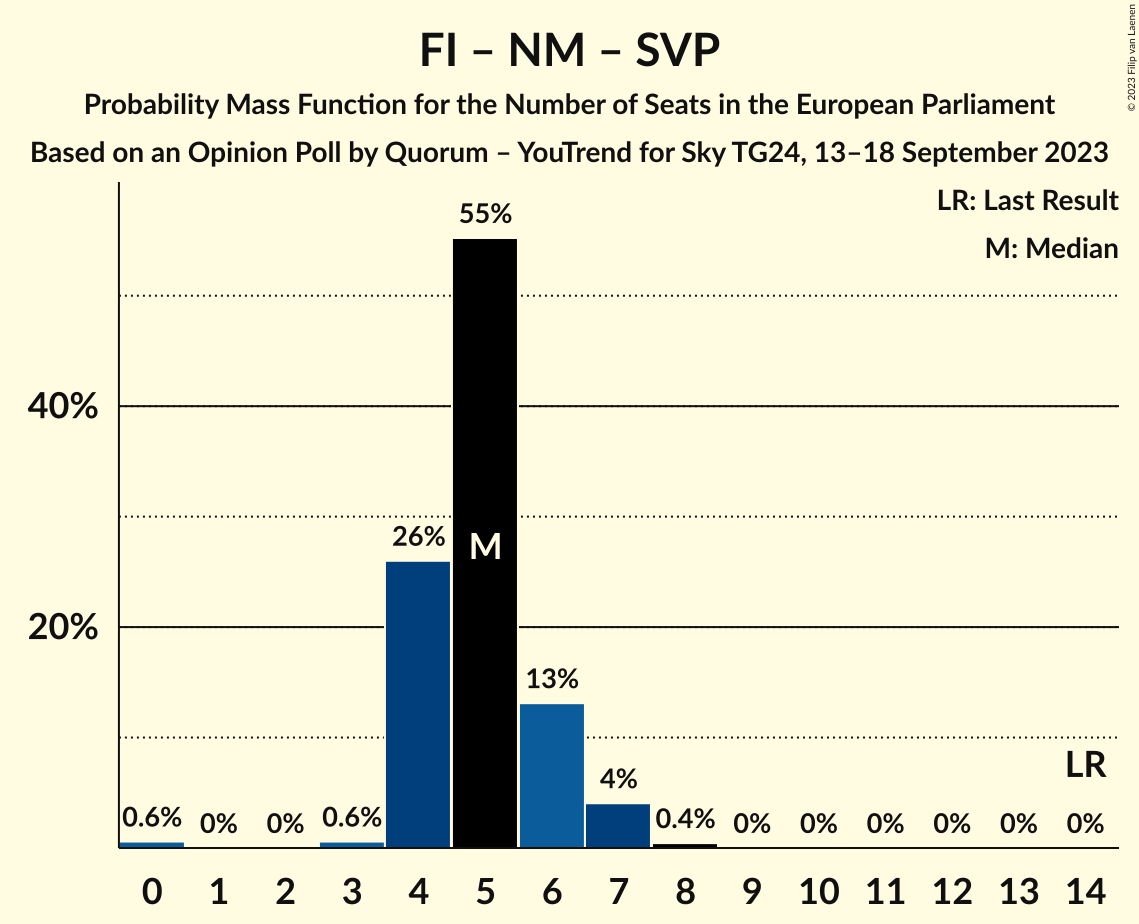 FI – NM – SVP
Probability Mass Function for the Number of Seats in the European Parliament
Based on an Opinion Poll by Quorum – YouTrend for Sky TG24, 13–18 September 2023
© 2023 Filip van Laenen
LR: Last Result
M: Median
55%
40%
26%
M
20%
13%
LR
4%
0.6% 0% 0% 0.6% 0.4% 0% 0% 0% 0% 0% 0%
0 1 2 3 4 5 6 7 8 9 10 11 12 13 14